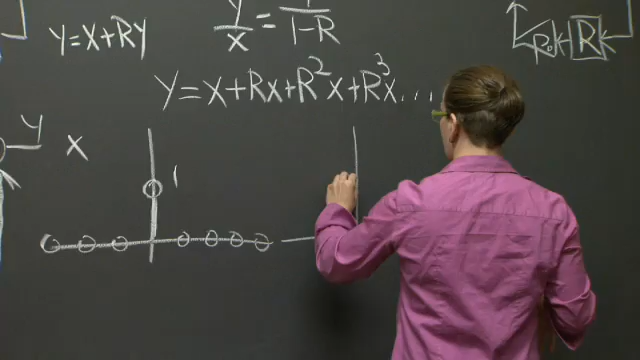 Y=X+RY
Y/X = 1/(1-R)
Y=X+RX+R²X+R³X...
Y
X
1